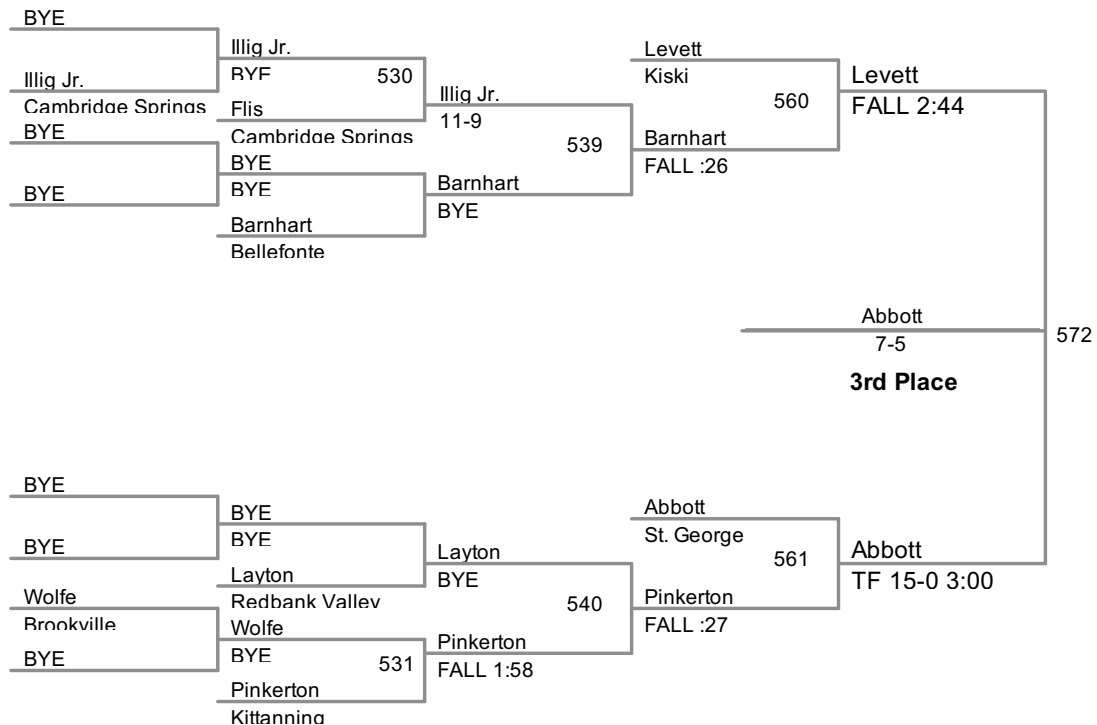 BYE
Illig Jr.
Cambridge Springs
BYE
BYE
Illig Jr.
BYE
530
Flis
Cambridge Springs
BYE
BYE
Barnhart
Bellefonte
Illig Jr.
11-9
539
Barnhart
BYE
Levett
Kiski
560
Barnhart
FALL :26
Levett
FALL 2:44
Abbott
7-5
572
3rd Place
BYE
BYE
Wolfe
Brookville
BYE
BYE
BYE
Layton
Redbank Valley
Wolfe
BYE
531
Pinkerton
Kittanning
Layton
BYE
540
Pinkerton
FALL 1:58
Abbott
St. George
561
Pinkerton
FALL :27
Abbott
TF 15-0 3:00